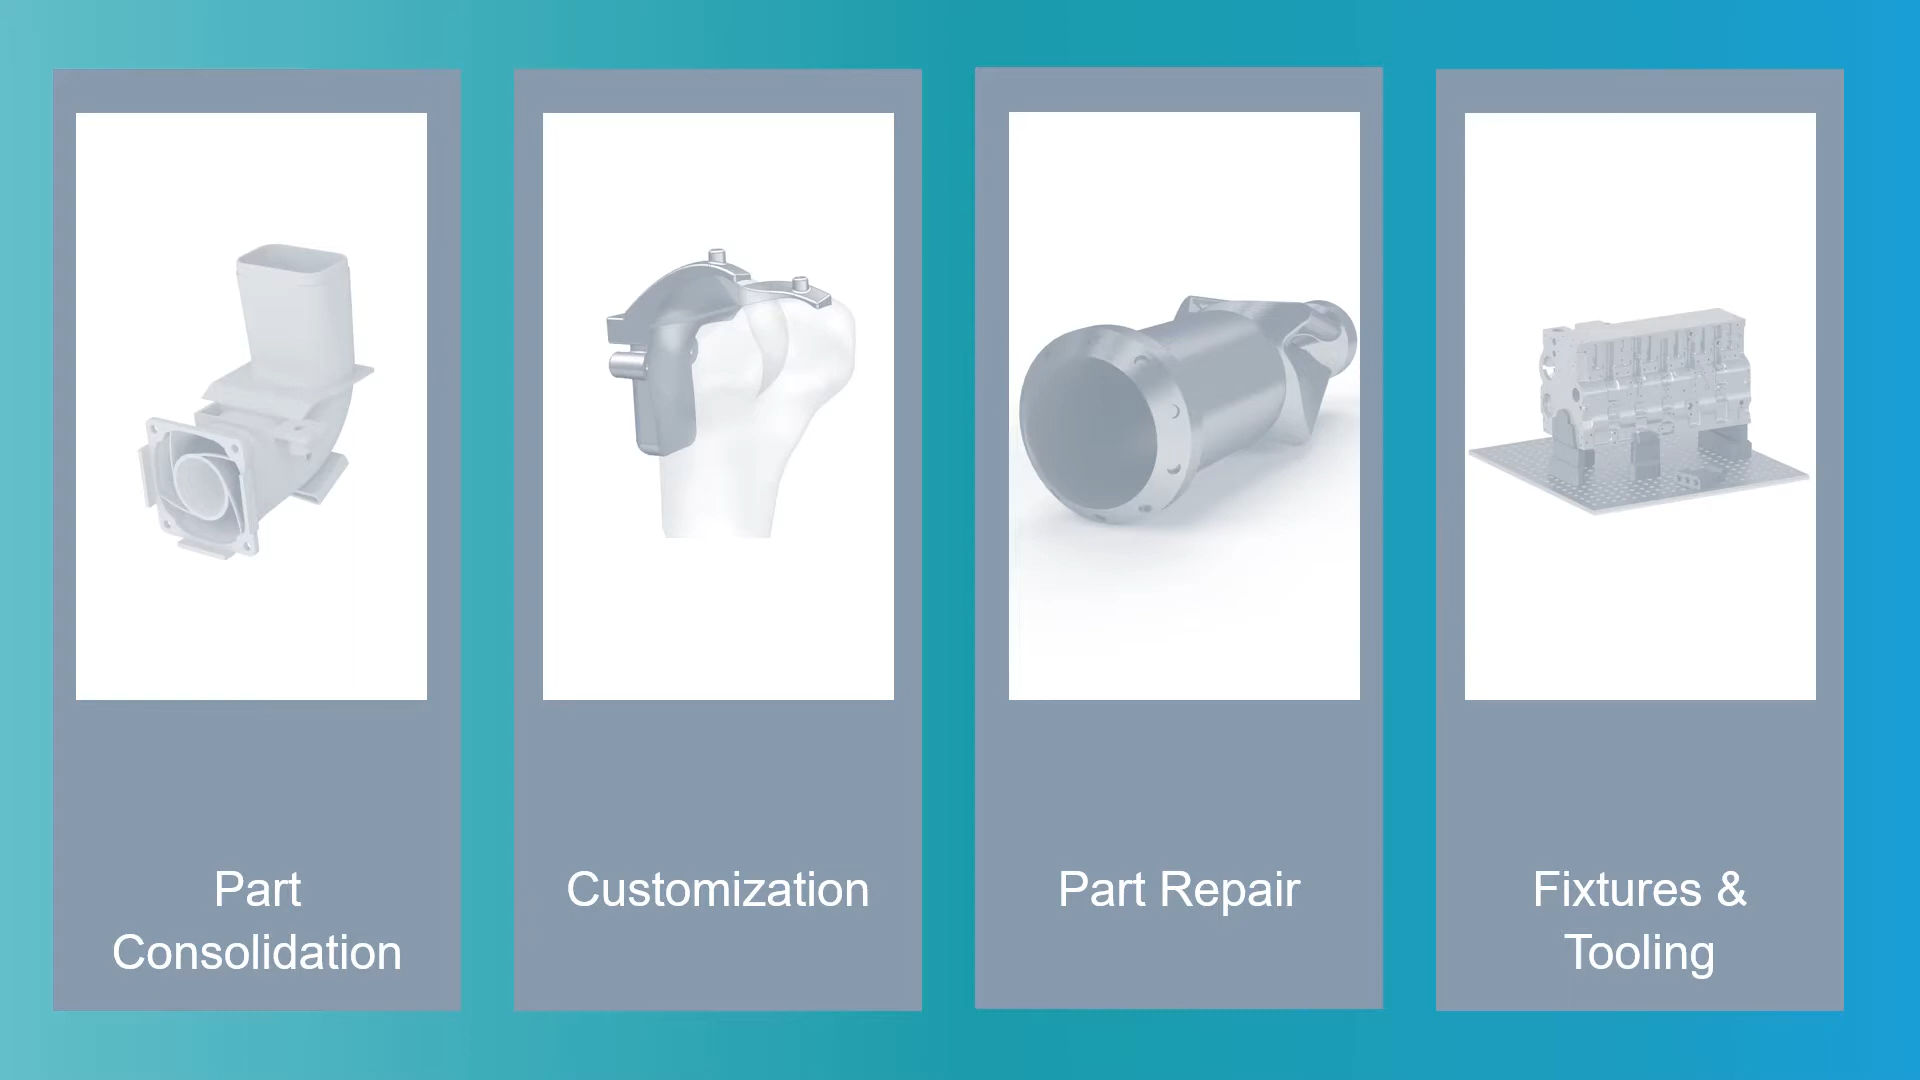 Part
Consolidation
Customization
Part Repair
Fixtures &
Tooling